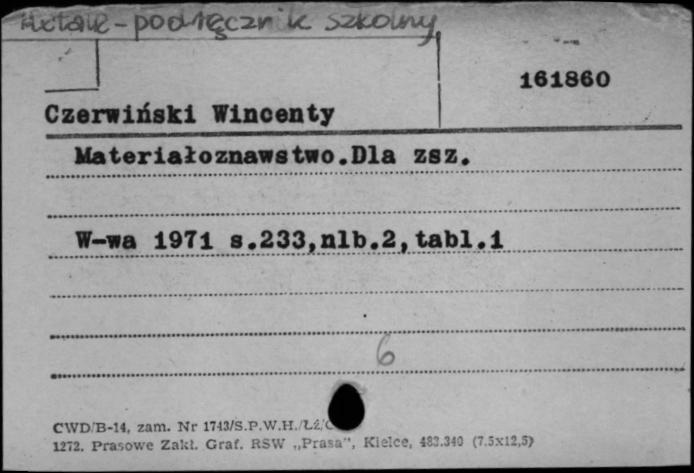 Metale - podręcznik szkolny
161860
Czerwiński Wincenty
Materiałoznawstwo.Dla zsz.
W-wa 1971 s.233,nlb.2,tabl.1
6
CWD/B-14, zam. Nr 1743/S.P.W.H./Łź/
1272. Prasowe Zakł. Graf. RSW „Prasa”, Kielce, 483.340 (7.5x12,5)